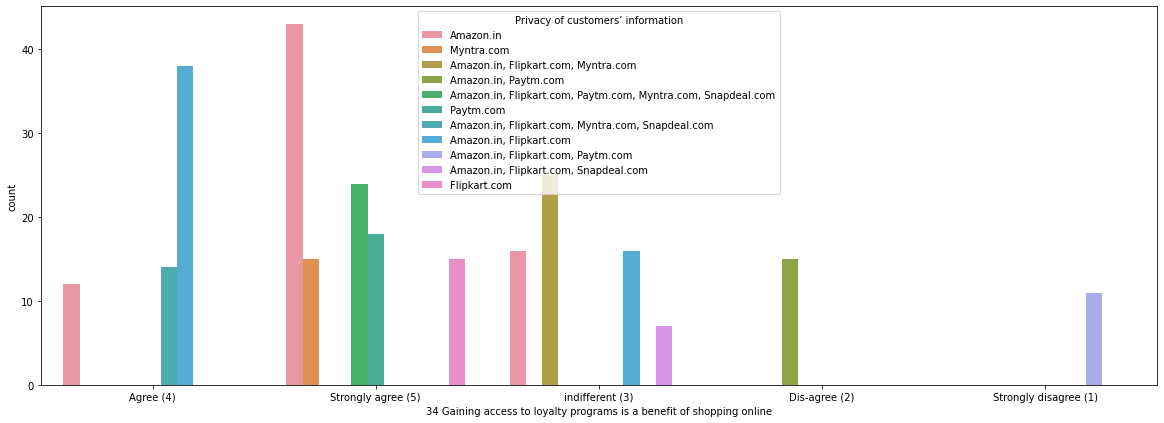 Privacy of customers’ information
Amazon.in
Myntra.com
Amazon.in, Flipkart.com, Myntra.com
Amazon.in, Paytm.com
Amazon.in, Flipkart.com, Paytm.com, Myntra.com, Snapdeal.com
Paytm.com
Amazon.in, Flipkart.com, Myntra.com, Snapdeal.com
Amazon.in, Flipkart.com
Amazon.in, Flipkart.com, Paytm.com
Amazon.in, Flipkart.com, Snapdeal.com
Flipkart.com
40
30
20
10
0
count
Agree (4)
Strongly agree (5)
indifferent (3)
Dis-agree (2)
Strongly disagree (1)
34 Gaining access to loyalty programs is a benefit of shopping online